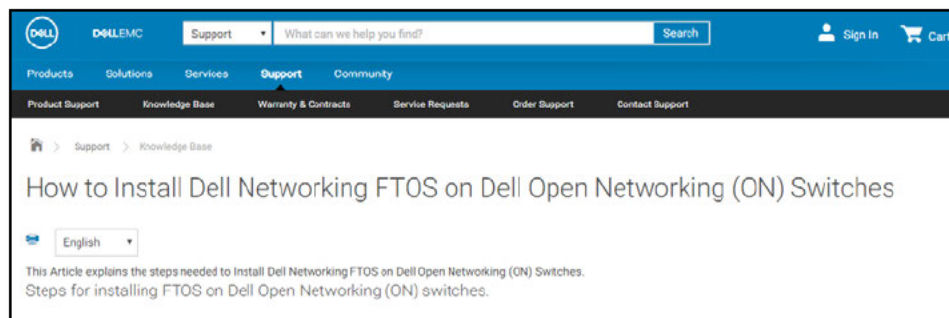 DELL DELLEMC Support What can we help you find? Search Sign In Cart
Products Solutions Services Support Community
Product Support Knowledge Base Warranty & Contracts Service Requests Order Support Contact Support
> Support > Knowledge Base
How to Install Dell Networking FTOS on Dell Open Networking (ON) Switches
English
This Article explains the steps needed to Install Dell Networking FTOS on Dell Open Networking (ON) Switches.
Steps for installing FTOS on Dell Open Networking (ON) switches.